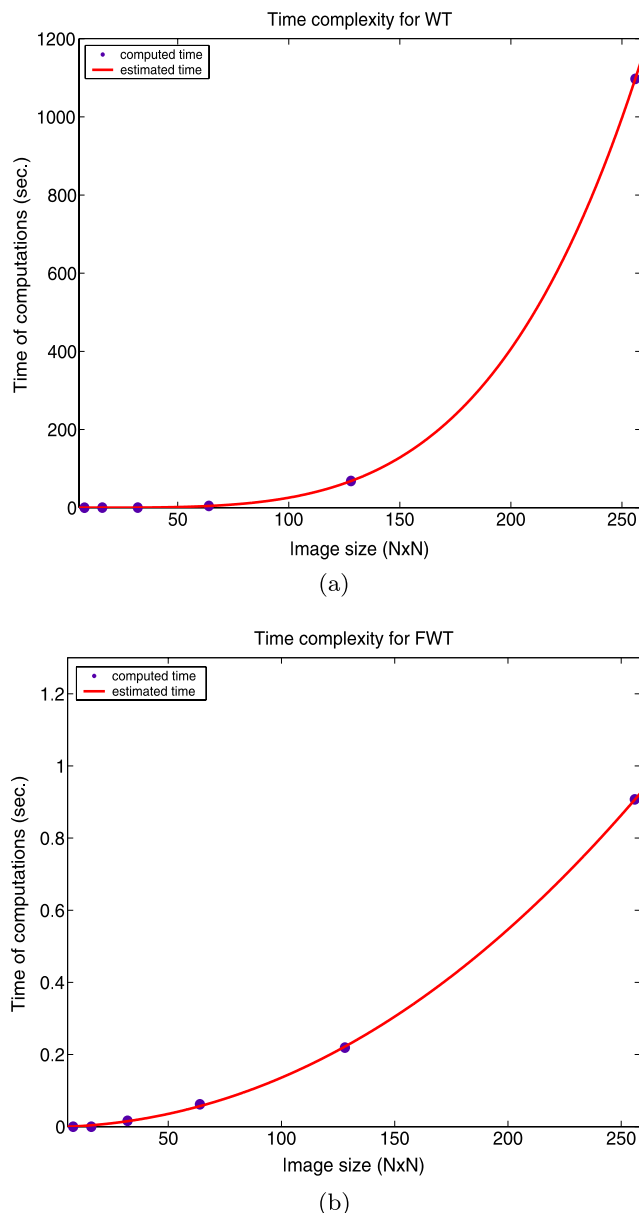 Time complexity for WT
1200
computed time
estimated time
1000
800
600
400
200
0
Time of computations (sec.)
50
100
150
200
250
Image size (NxN)
(a)
Time complexity for FWT
computed time
estimated time
1.2
1
0.8
0.6
0.4
0.2
0
Time of computations (sec.)
50
100
150
200
250
Image size (NxN)
(b)